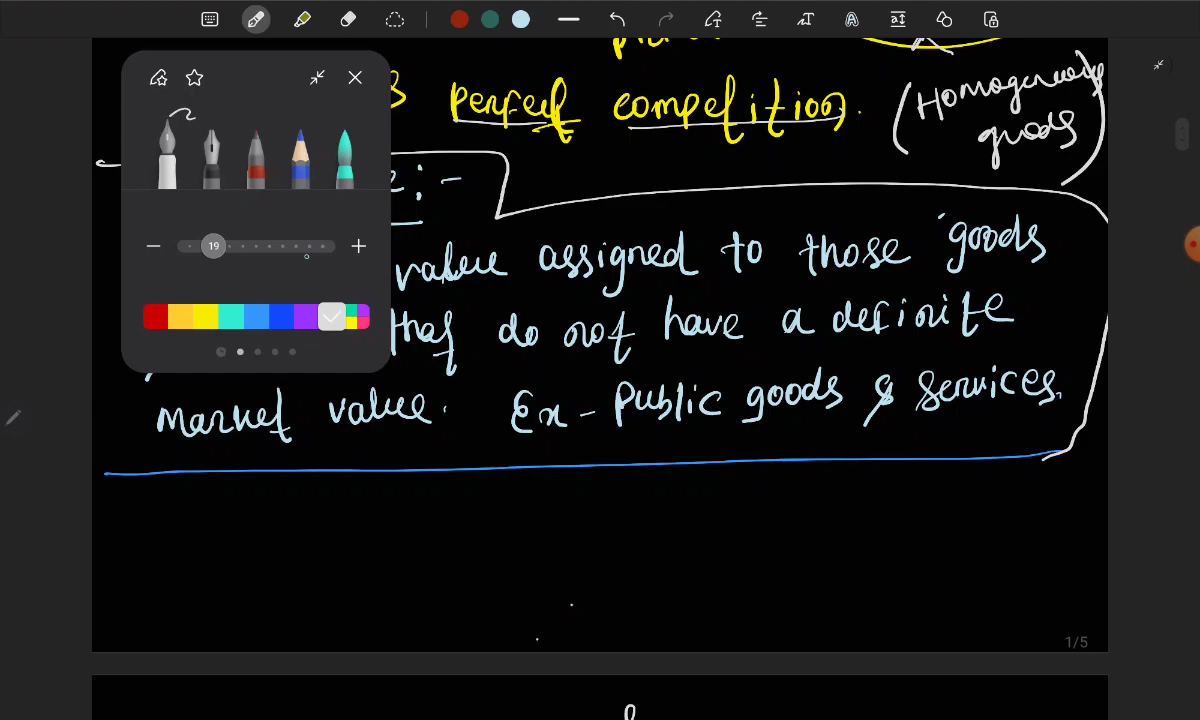 perfect competition. (Homogeneous goods)
e:-
value assigned to those goods
that do not have a definite
market value. Ex - Public goods & services.
19
1/5